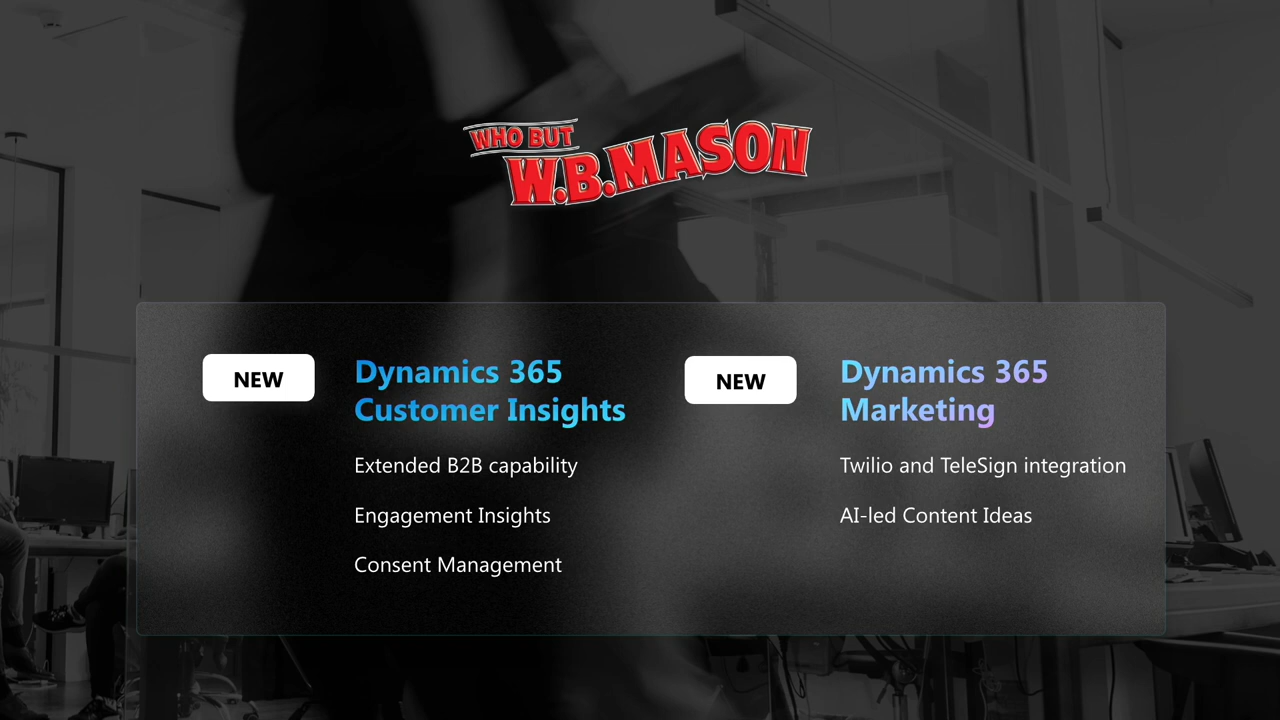 WHO BUT
W.B.MASON
NEW
Dynamics 365
Customer Insights
Extended B2B capability
Engagement Insights
Consent Management
NEW
Dynamics 365
Marketing
Twilio and TeleSign integration
AI-led Content Ideas